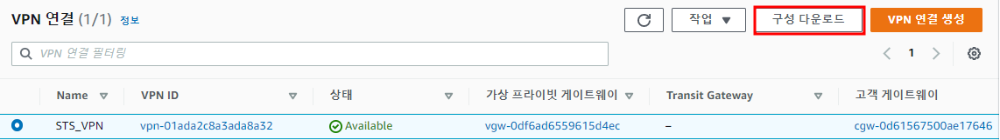 VPN 연결 (1/1) 정보 작업 ▼ 구성 다운로드 VPN 연결 생성
VPN 연결 필터링 < 1 >
Name VPN ID 상태 가상 프라이빗 게이트웨이 Transit Gateway 고객 게이트웨이
STS_VPN vpn-01ada2c8a3ada8a32 Available vgw-0df6ad6559615d4ec – cgw-0d61567500ae17646